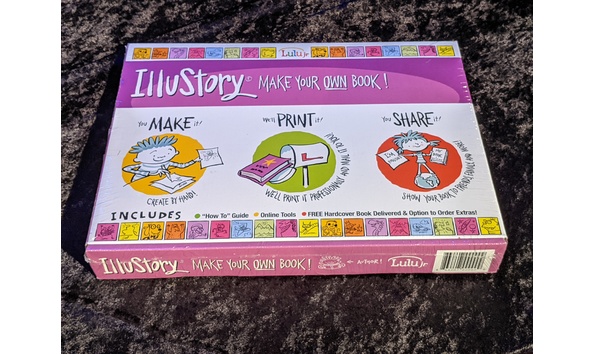 Lulu jr
ILLUSTORY® MAKE YOUR OWN BOOK!
You MAKE it!
We'll PRINT it!
You SHARE it!
CREATE BY HAND!
WE'LL PRINT IT PROFESSIONALLY AND MAIL IT TO YOU!
SHOW YOUR BOOK TO FRIENDS, FAMILY AND
INCLUDES • "How To" Guide • Online Tools • FREE Hardcover Book Delivered & Option to Order Extras!
ILLUSTORY® MAKE YOUR OWN BOOK! ← AUTHOR! Lulu jr